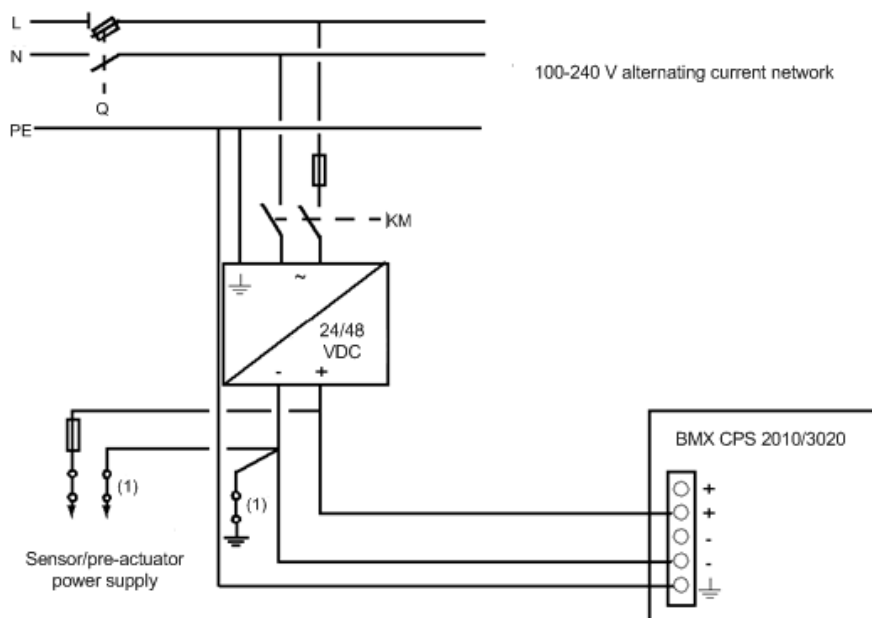 L
N
100-240 V alternating current network
Q
PE
KM
~
24/48
VDC
- +
BMX CPS 2010/3020
+
+
-
-
(1)
(1)
Sensor/pre-actuator
power supply